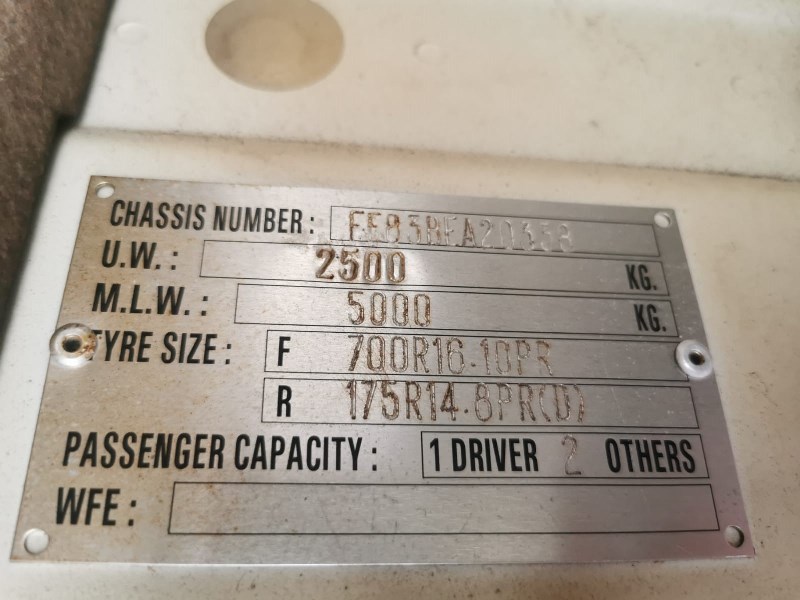 CHASSIS NUMBER: FE83BEA20358
U.W.: 2500 KG.
M.L.W.: 5000 KG.
TYRE SIZE: F 700R16.10PR
R 175R14.8PR(D)
PASSENGER CAPACITY: 1 DRIVER 2 OTHERS
WFE: